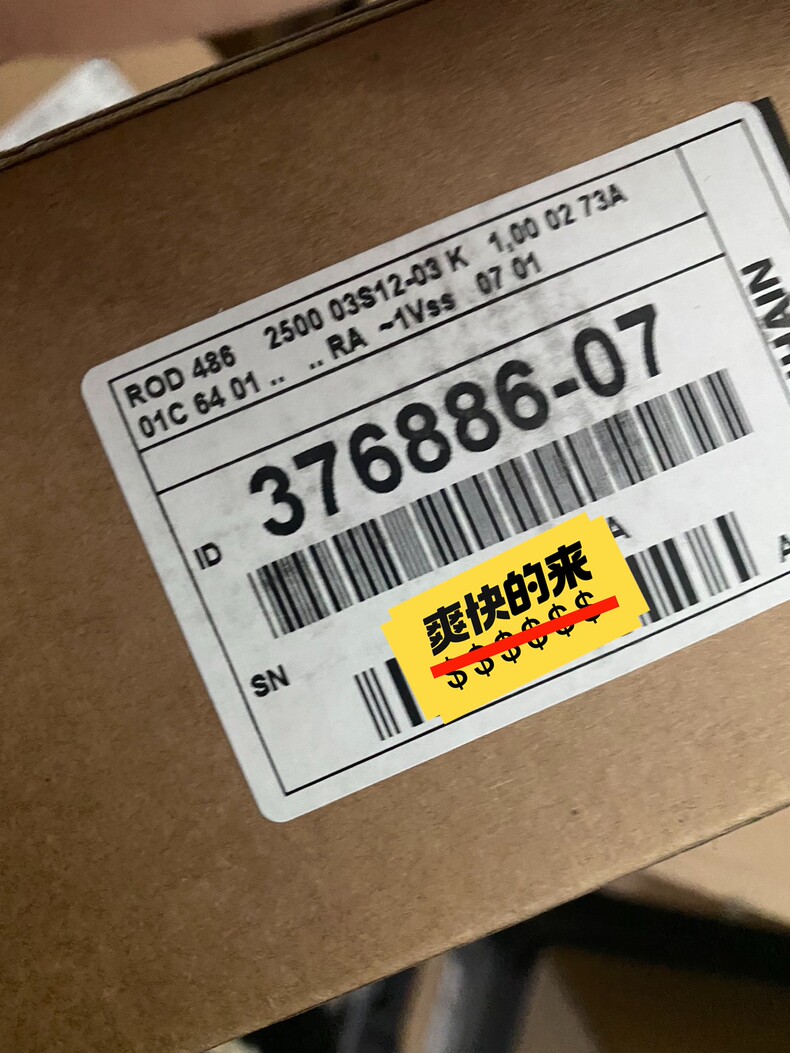 ROD 486 2500 03S12-03 K 1,00 02 73A
01C 64 01 .. .. RA ~1Vss 07 01
ID 376886-07
A
SN
爽快的来
$$$$$$